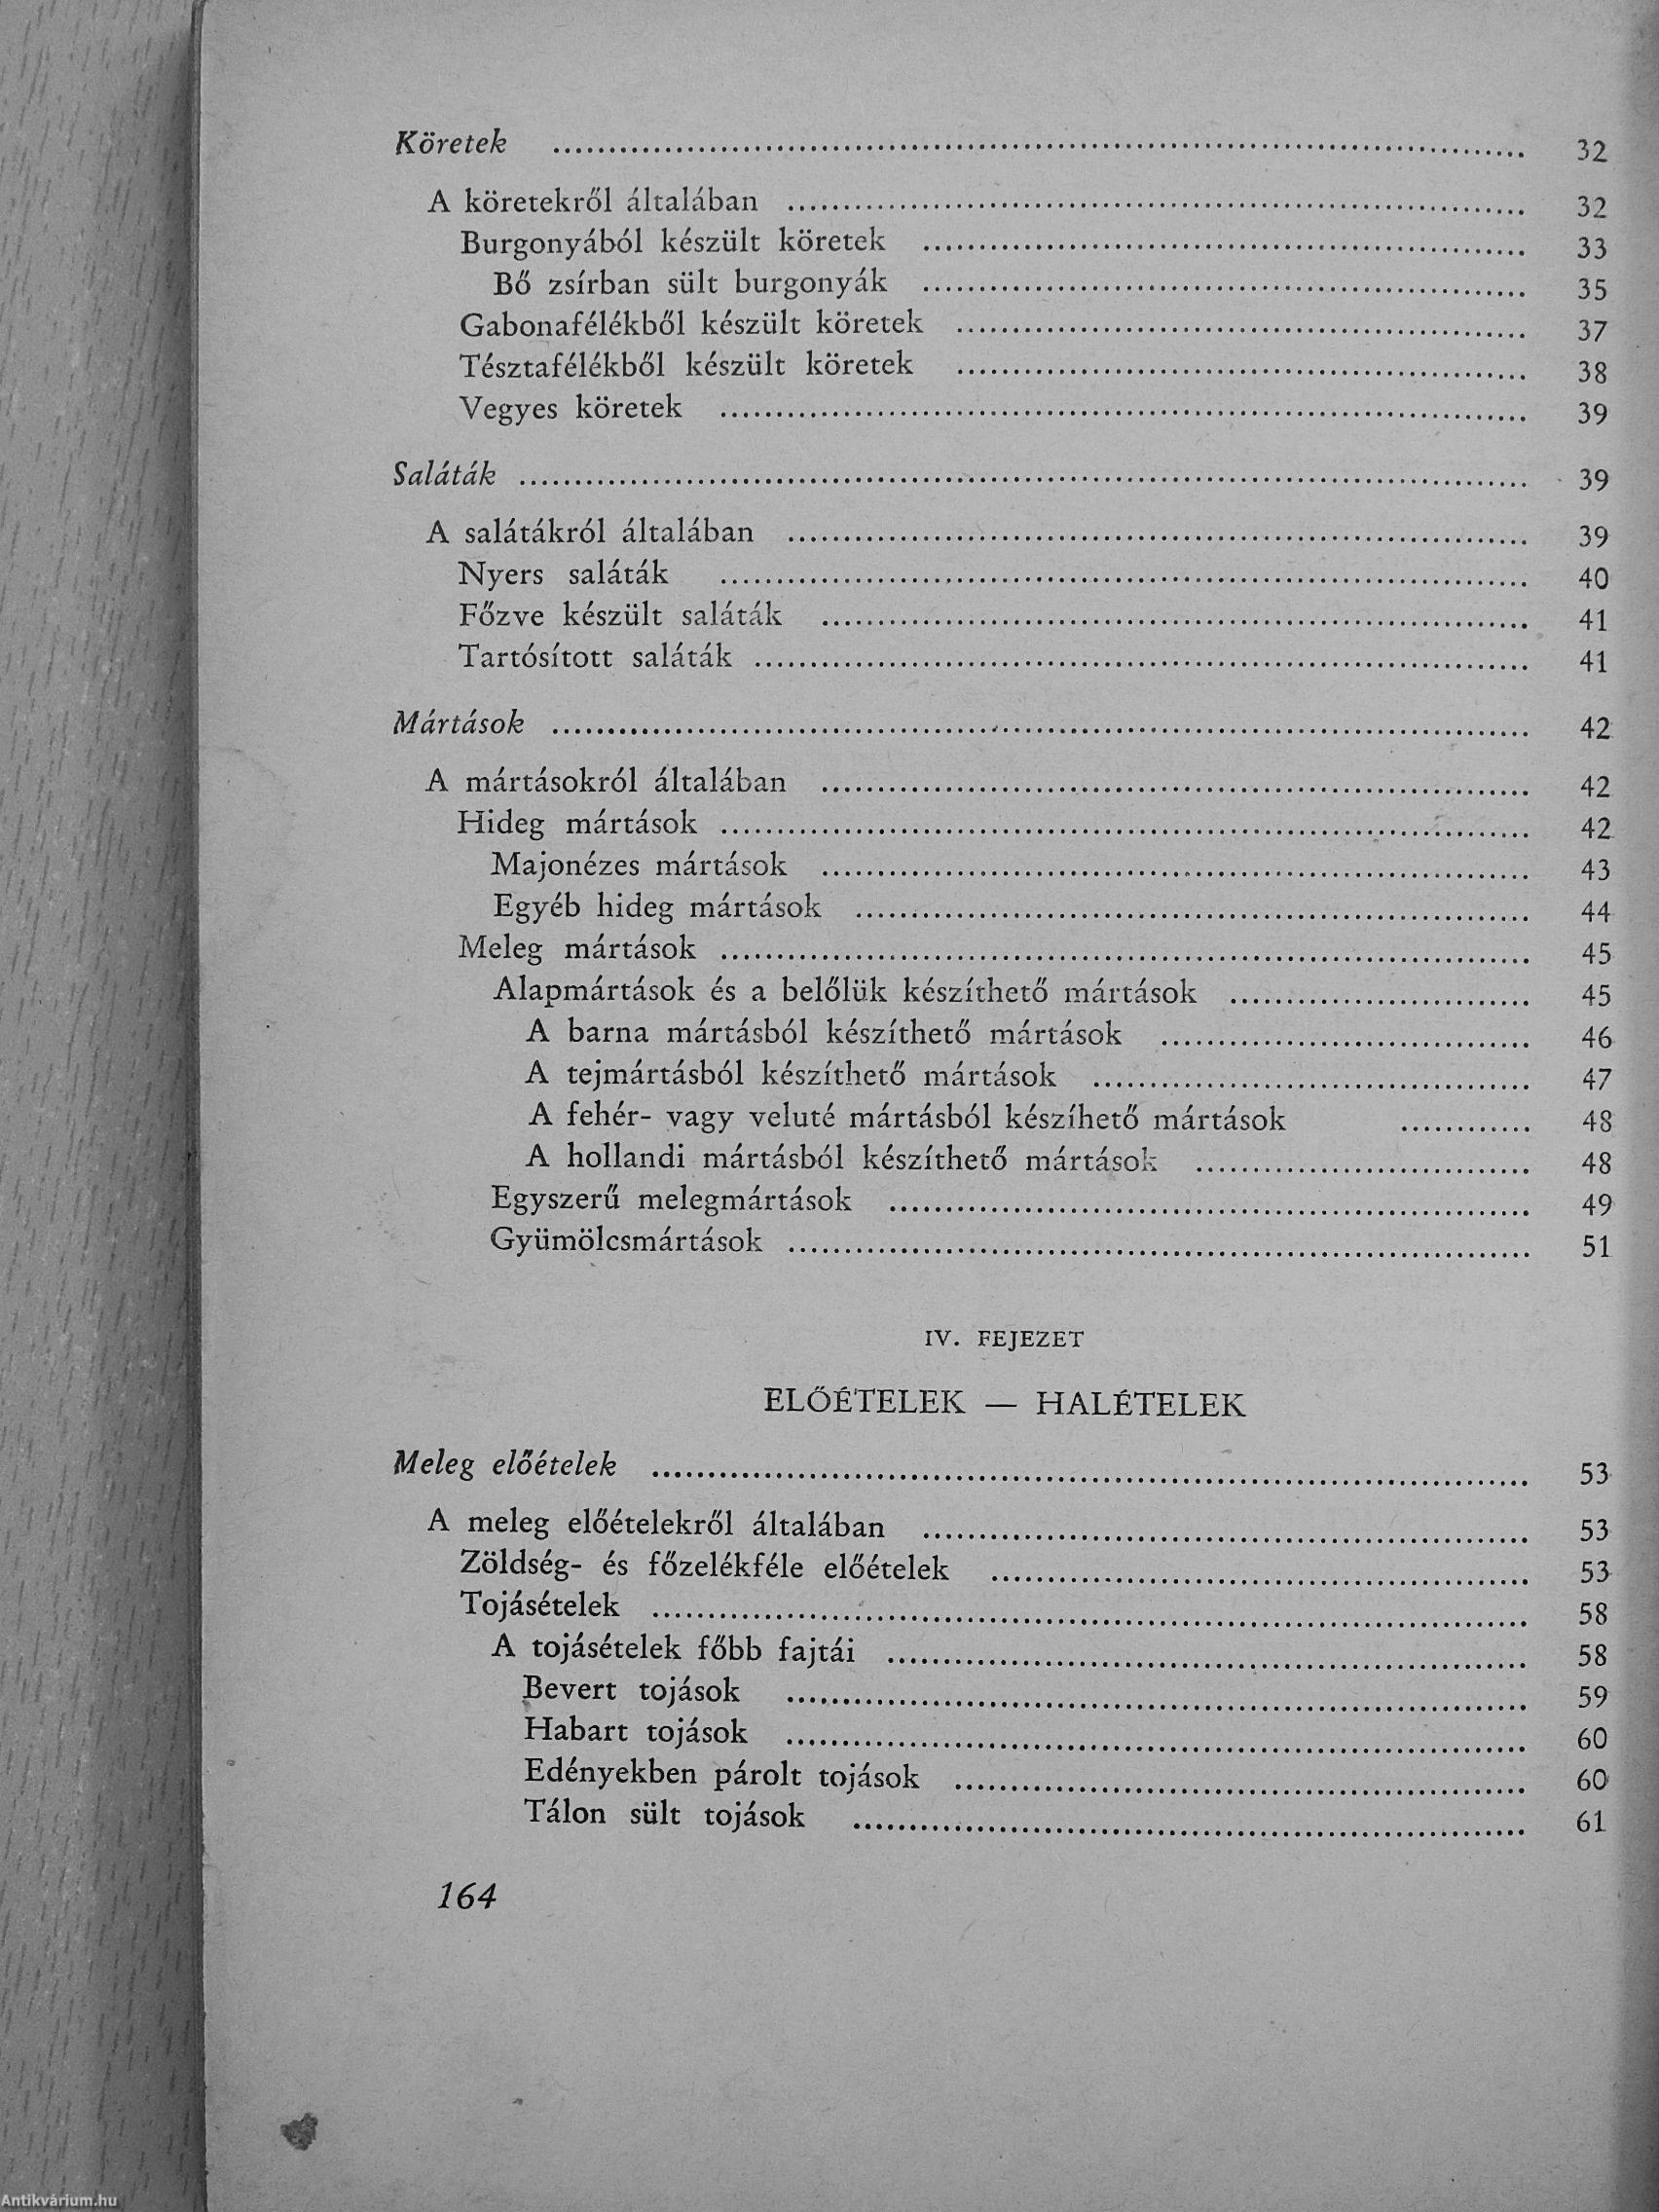 Köretek ........ 32
A köretekről általában ........ 32
Burgonyából készült köretek ........ 33
Bő zsírban sült burgonyák ........ 35
Gabonafélékből készült köretek ........ 37
Tésztafélékből készült köretek ........ 38
Vegyes köretek ........ 39
Saláták ........ 39
A salátákról általában ........ 39
Nyers saláták ........ 40
Főzve készült saláták ........ 41
Tartósított saláták ........ 41
Mártások ........ 42
A mártásokról általában ........ 42
Hideg mártások ........ 42
Majonézes mártások ........ 43
Egyéb hideg mártások ........ 44
Meleg mártások ........ 45
Alapmártások és a belőlük készíthető mártások ........ 45
A barna mártásból készíthető mártások ........ 46
A tejmártásból készíthető mártások ........ 47
A fehér- vagy veluté mártásból készíhető mártások ........ 48
A hollandi mártásból készíthető mártások ........ 48
Egyszerű melegmártások ........ 49
Gyümölcsmártások ........ 51
IV. FEJEZET
ELŐÉTELEK — HALÉTELEK
Meleg előételek ........ 53
A meleg előételekről általában ........ 53
Zöldség- és főzelékféle előételek ........ 53
Tojásételek ........ 58
A tojásételek főbb fajtái ........ 58
Bevert tojások ........ 59
Habart tojások ........ 60
Edényekben párolt tojások ........ 60
Tálon sült tojások ........ 61
164
Antikvárium.hu